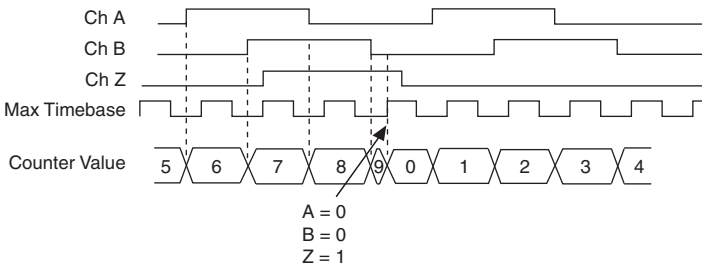 Ch A
Ch B
Ch Z
Max Timebase
Counter Value 5 6 7 8 9 0 1 2 3 4
A = 0
B = 0
Z = 1